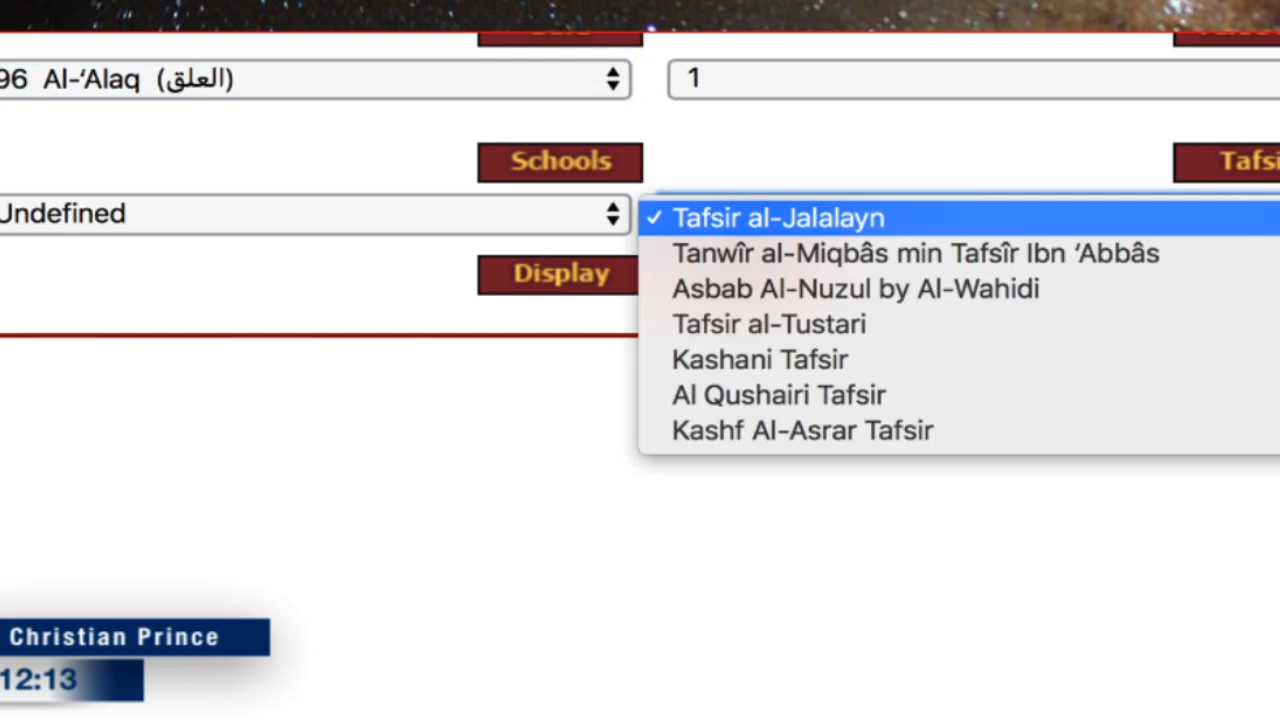 96 Al-‘Alaq (العلق)
1
Schools
Undefined
Tafsir al-Jalalayn
Tanwîr al-Miqbâs min Tafsîr Ibn ‘Abbâs
Display
Asbab Al-Nuzul by Al-Wahidi
Tafsir al-Tustari
Kashani Tafsir
Al Qushairi Tafsir
Kashf Al-Asrar Tafsir
Christian Prince
12:13